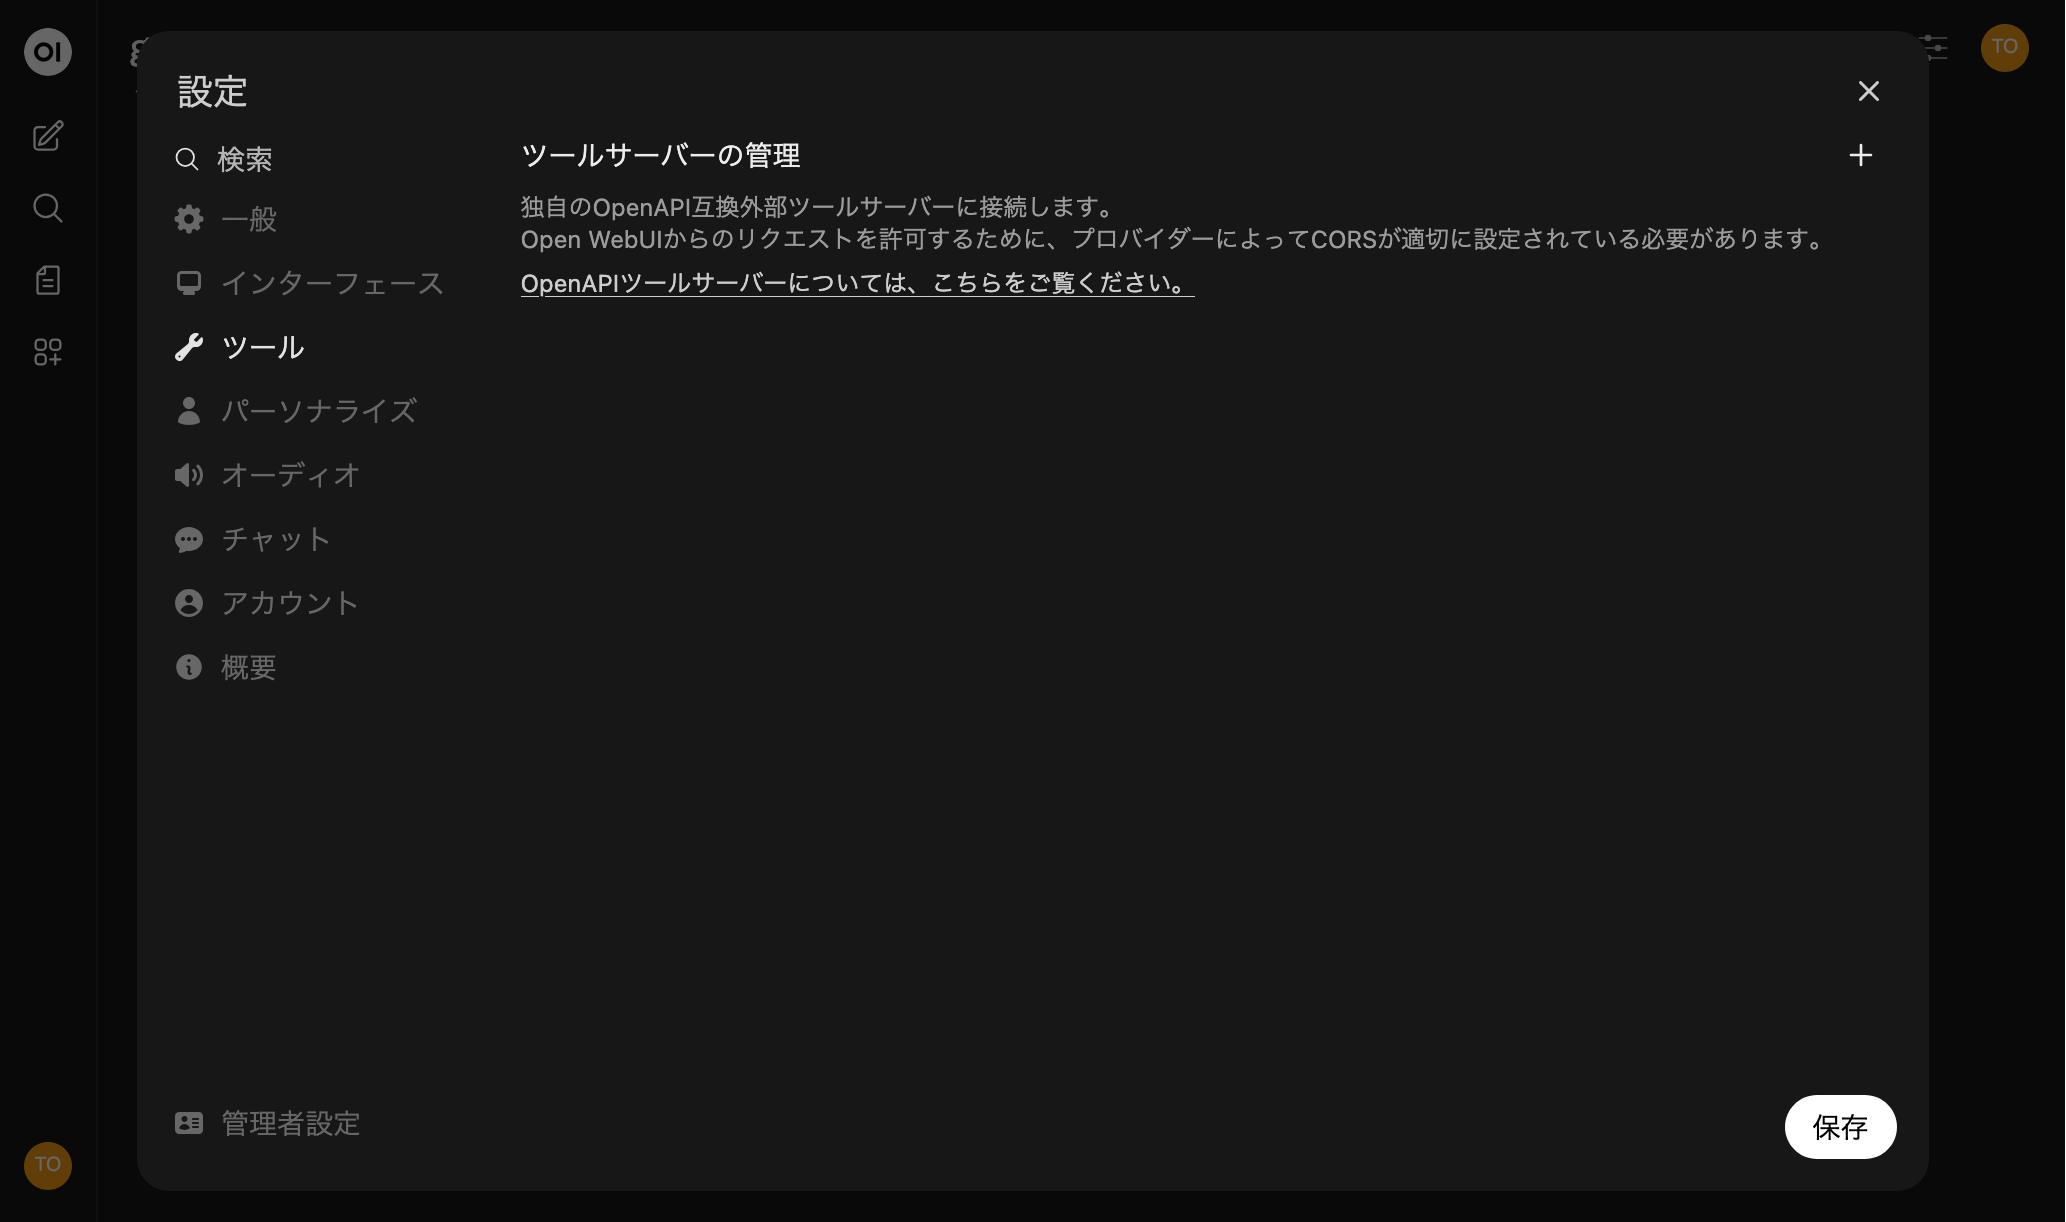 OI
TO
設定
検索
一般
インターフェース
ツール
パーソナライズ
オーディオ
チャット
アカウント
概要
管理者設定
ツールサーバーの管理
独自のOpenAPI互換外部ツールサーバーに接続します。
Open WebUIからのリクエストを許可するために、プロバイダーによってCORSが適切に設定されている必要があります。
OpenAPIツールサーバーについては、こちらをご覧ください。
保存
TO